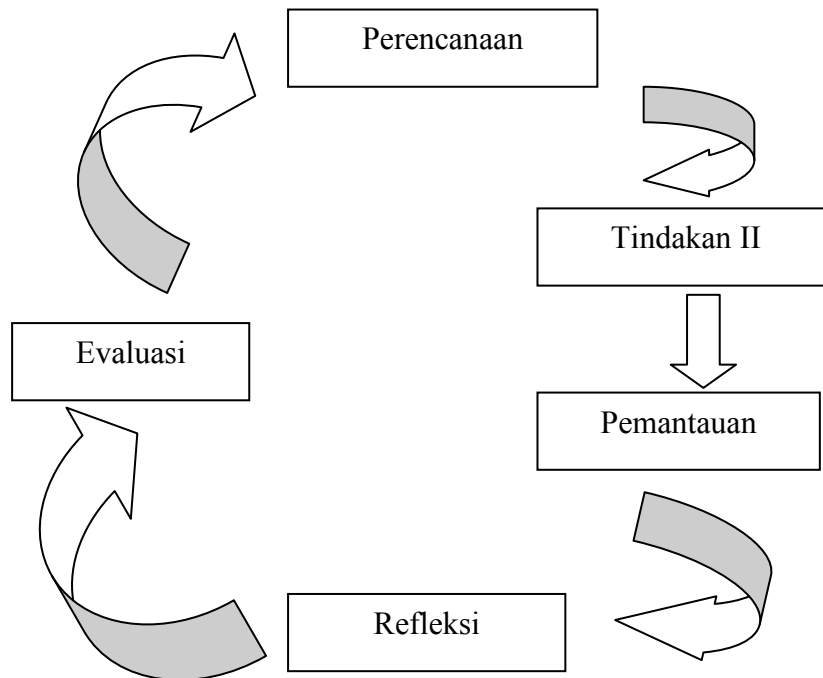 Perencanaan
Tindakan II
Evaluasi
Pemantauan
Refleksi